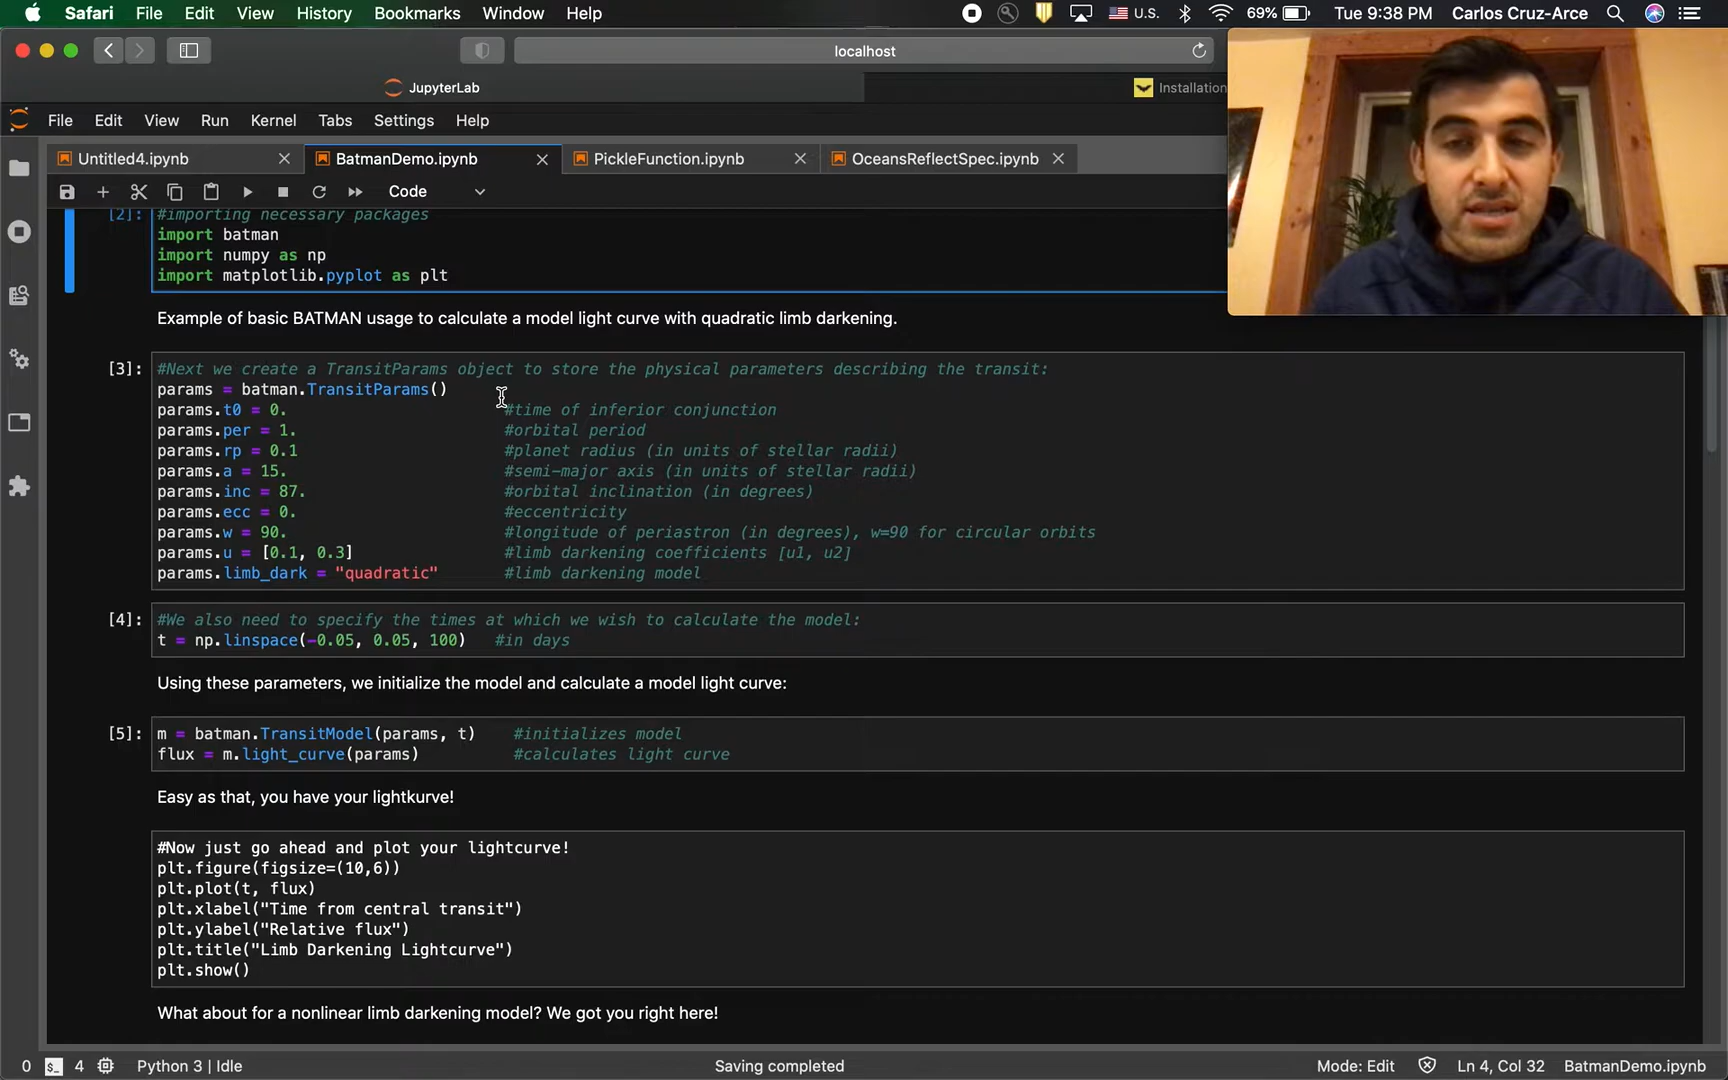 Safari File Edit View History Bookmarks Window Help U.S. 69% Tue 9:38 PM Carlos Cruz-Arce
localhost
JupyterLab Installation
File Edit View Run Kernel Tabs Settings Help
Untitled4.ipynb BatmanDemo.ipynb PickleFunction.ipynb OceansReflectSpec.ipynb
Code
[2]: #importing necessary packages
import batman
import numpy as np
import matplotlib.pyplot as plt
Example of basic BATMAN usage to calculate a model light curve with quadratic limb darkening.
[3]: #Next we create a TransitParams object to store the physical parameters describing the transit:
params = batman.TransitParams()
params.t0 = 0. #time of inferior conjunction
params.per = 1. #orbital period
params.rp = 0.1 #planet radius (in units of stellar radii)
params.a = 15. #semi-major axis (in units of stellar radii)
params.inc = 87. #orbital inclination (in degrees)
params.ecc = 0. #eccentricity
params.w = 90. #longitude of periastron (in degrees), w=90 for circular orbits
params.u = [0.1, 0.3] #limb darkening coefficients [u1, u2]
params.limb_dark = "quadratic" #limb darkening model
[4]: #We also need to specify the times at which we wish to calculate the model:
t = np.linspace(-0.05, 0.05, 100) #in days
Using these parameters, we initialize the model and calculate a model light curve:
[5]: m = batman.TransitModel(params, t) #initializes model
flux = m.light_curve(params) #calculates light curve
Easy as that, you have your lightkurve!
#Now just go ahead and plot your lightcurve!
plt.figure(figsize=(10,6))
plt.plot(t, flux)
plt.xlabel("Time from central transit")
plt.ylabel("Relative flux")
plt.title("Limb Darkening Lightcurve")
plt.show()
What about for a nonlinear limb darkening model? We got you right here!
0 $_ 4 Python 3 | Idle Saving completed Mode: Edit Ln 4, Col 32 BatmanDemo.ipynb